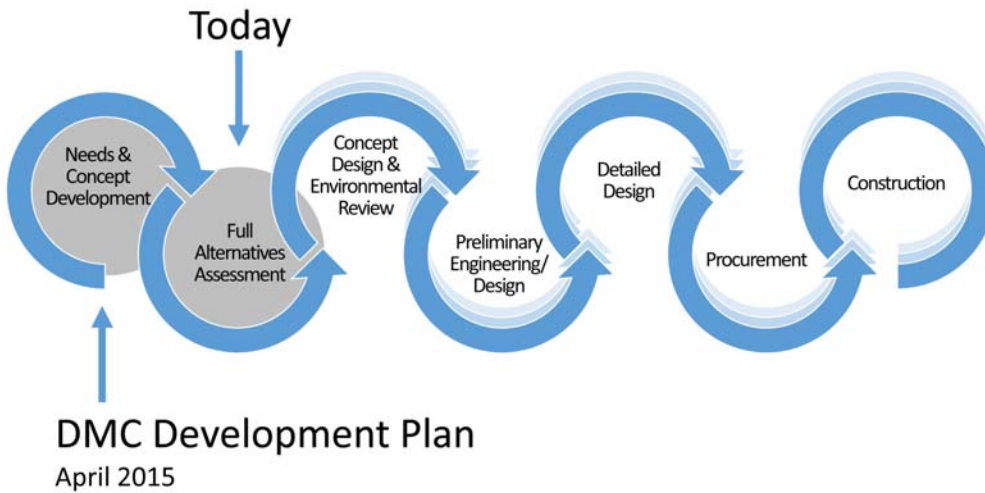 Today
Needs &
Concept
Development
Full
Alternatives
Assessment
Concept
Design &
Environmental
Review
Preliminary
Engineering/
Design
Detailed
Design
Procurement
Construction
DMC Development Plan
April 2015